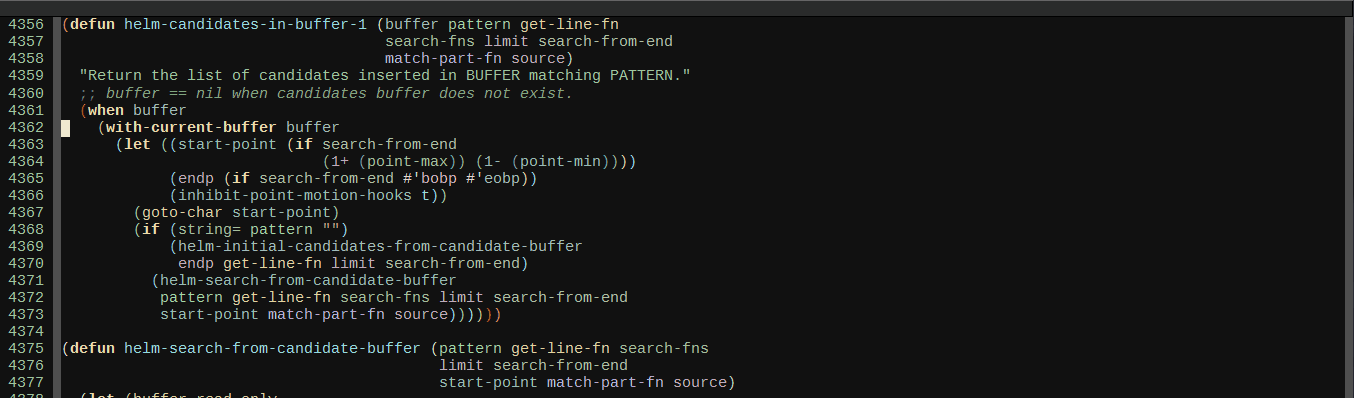 4356 (defun helm-candidates-in-buffer-1 (buffer pattern get-line-fn
4357                                     search-fns limit search-from-end
4358                                     match-part-fn source)
4359   "Return the list of candidates inserted in BUFFER matching PATTERN."
4360   ;; buffer == nil when candidates buffer does not exist.
4361   (when buffer
4362     (with-current-buffer buffer
4363       (let ((start-point (if search-from-end
4364                              (1+ (point-max)) (1- (point-min))))
4365             (endp (if search-from-end #'bobp #'eobp))
4366             (inhibit-point-motion-hooks t))
4367         (goto-char start-point)
4368         (if (string= pattern "")
4369             (helm-initial-candidates-from-candidate-buffer
4370              endp get-line-fn limit search-from-end)
4371           (helm-search-from-candidate-buffer
4372            pattern get-line-fn search-fns limit search-from-end
4373            start-point match-part-fn source))))))
4374
4375 (defun helm-search-from-candidate-buffer (pattern get-line-fn search-fns
4376                                           limit search-from-end
4377                                           start-point match-part-fn source)
4378   (let (buffer-read-only